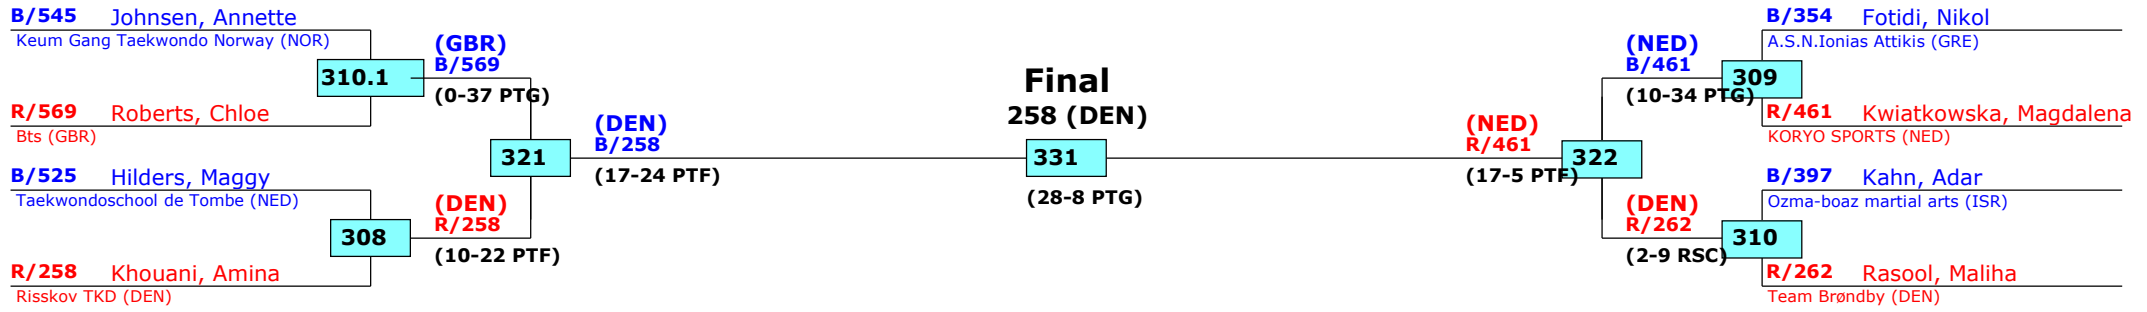 B/545 Johnsen, Annette
Keum Gang Taekwondo Norway (NOR)
310.1
R/569 Roberts, Chloe
Bts (GBR)
(GBR)
B/569
(0-37 PTG)
B/525 Hilders, Maggy
Taekwondoschool de Tombe (NED)
308
R/258 Khouani, Amina
Risskov TKD (DEN)
(DEN)
R/258
(10-22 PTF)
321
(DEN)
B/258
(17-24 PTF)
Final
258 (DEN)
331
(28-8 PTG)
(NED)
R/461
(17-5 PTF)
322
(NED)
B/461
(10-34 PTG)
B/354 Fotidi, Nikol
A.S.N.Ionias Attikis (GRE)
309
R/461 Kwiatkowska, Magdalena
KORYO SPORTS (NED)
(DEN)
R/262
(2-9 RSC)
B/397 Kahn, Adar
Ozma-boaz martial arts (ISR)
310
R/262 Rasool, Maliha
Team Brøndby (DEN)